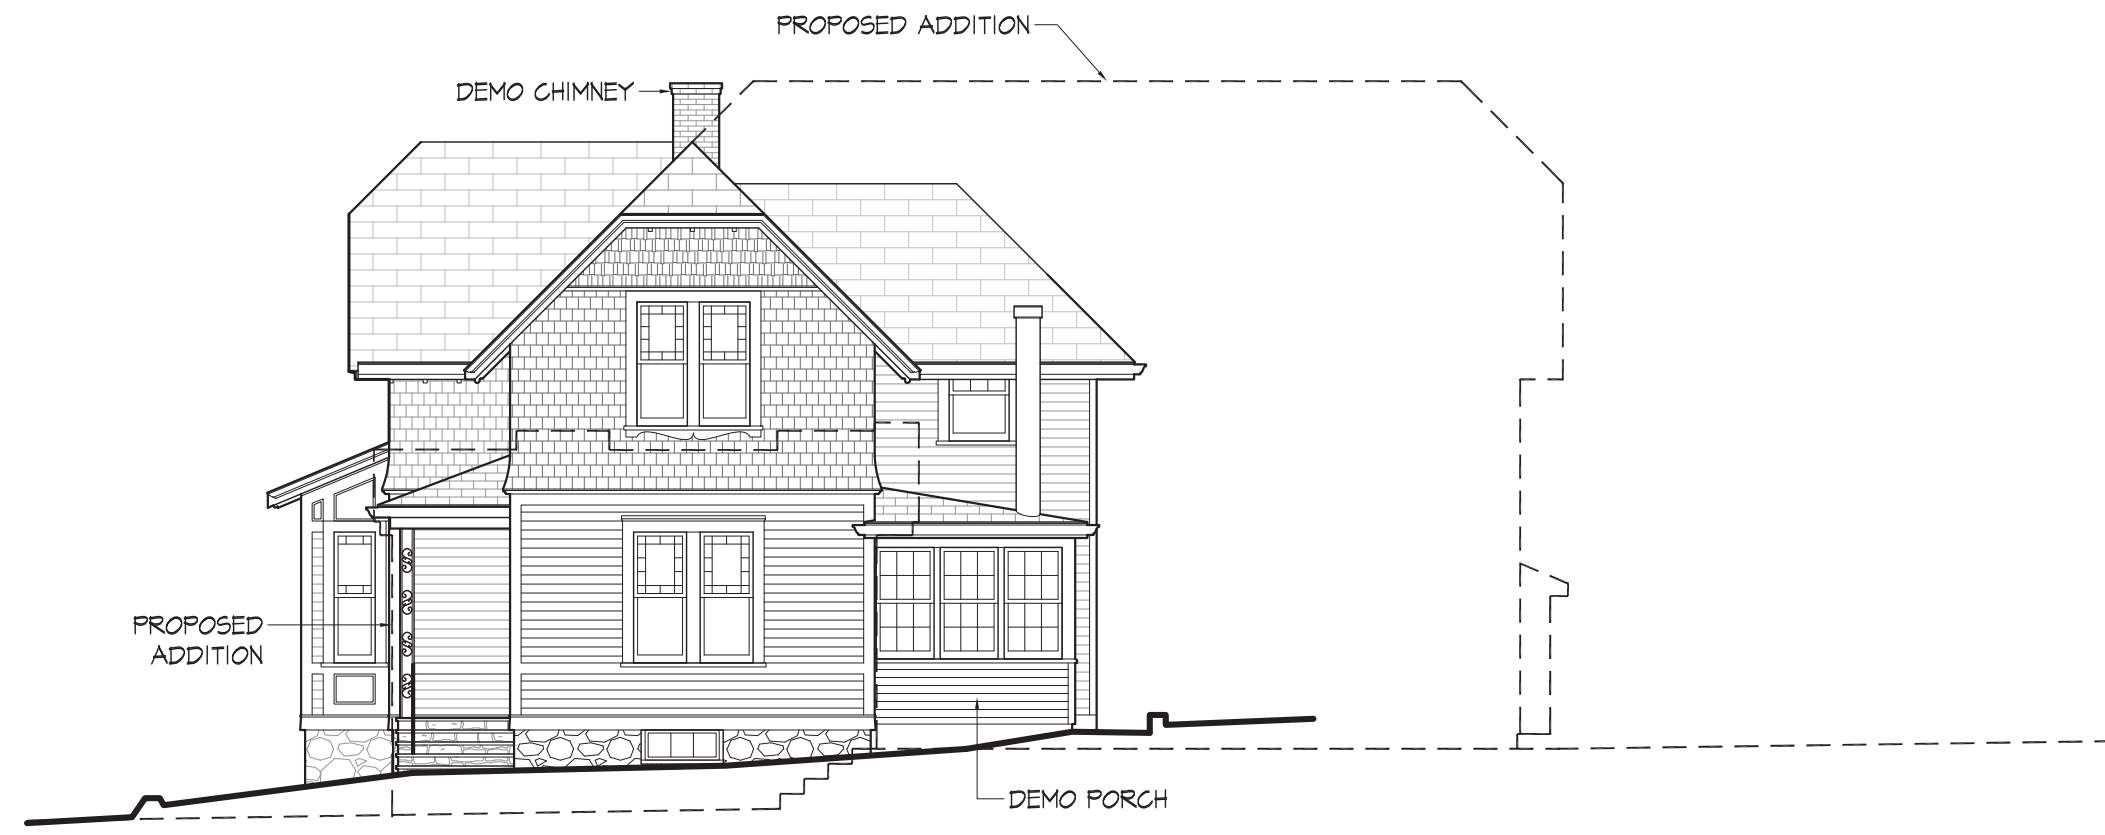 PROPOSED ADDITION
DEMO CHIMNEY
PROPOSED
ADDITION
DEMO PORCH